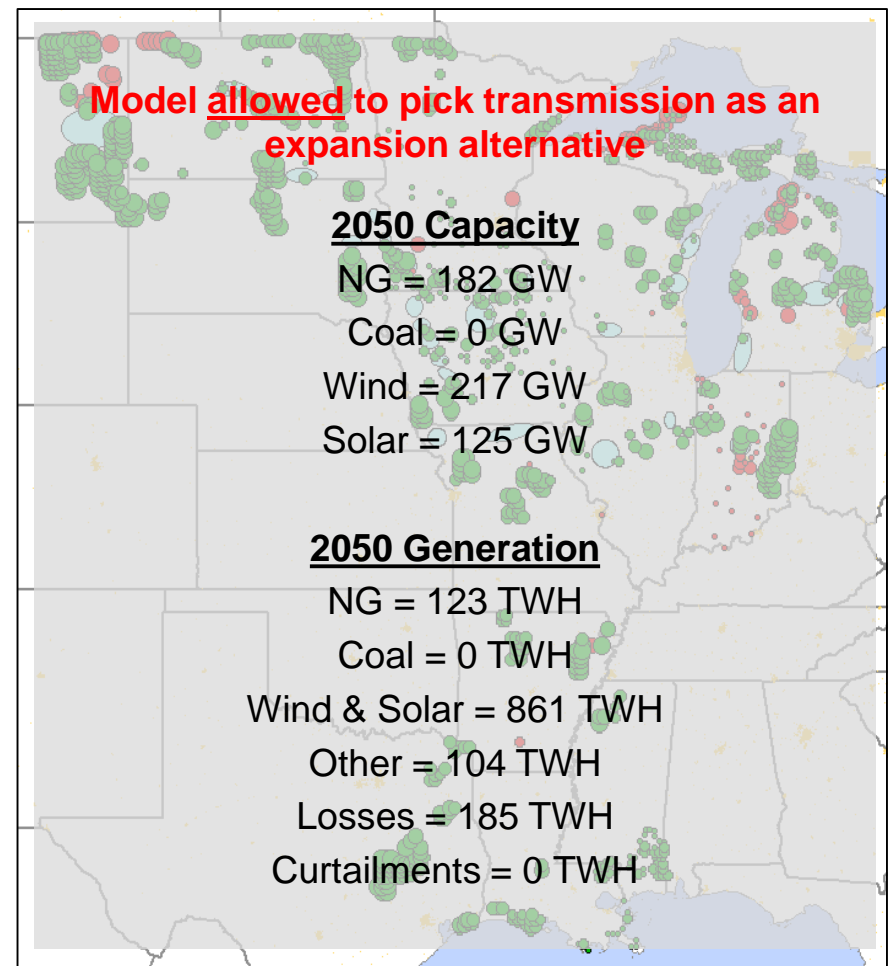 Model allowed to pick transmission as an
expansion alternative
2050 Capacity
NG = 182 GW
Coal = 0 GW
Wind = 217 GW
Solar = 125 GW
2050 Generation
NG = 123 TWH
Coal = 0 TWH
Wind & Solar = 861 TWH
Other = 104 TWH
Losses = 185 TWH
Curtailments = 0 TWH